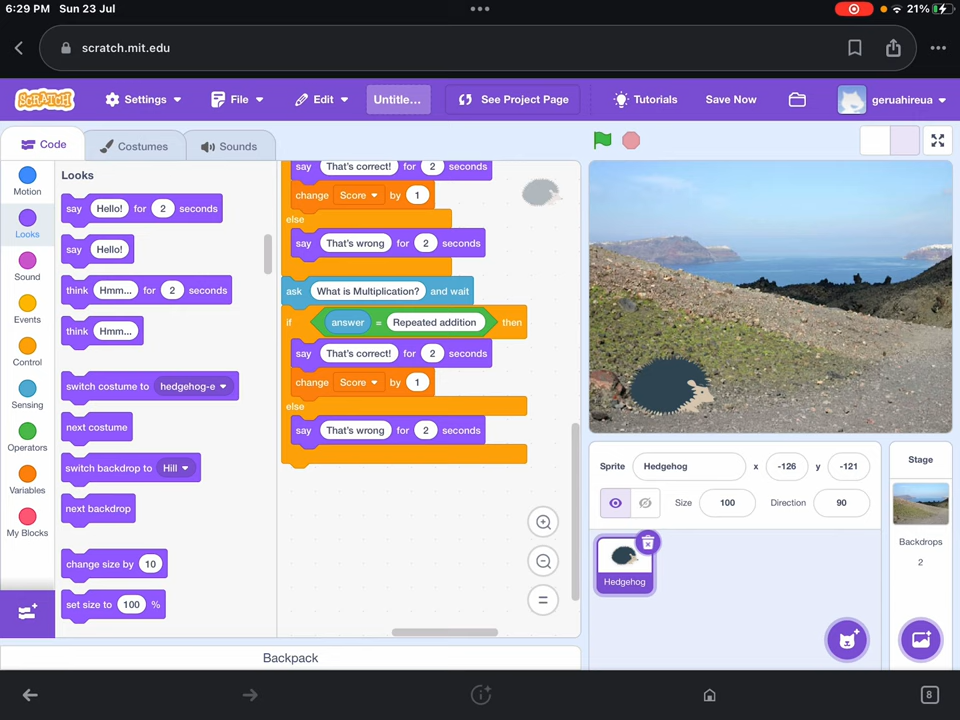 6:29 PM Sun 23 Jul
21%
scratch.mit.edu
SCRATCH
Settings
File
Edit
Untitle...
See Project Page
Tutorials
Save Now
geruahireua
Code
Costumes
Sounds
Motion
Looks
Sound
Events
Control
Sensing
Operators
Variables
My Blocks
Looks
say Hello! for 2 seconds
say Hello!
think Hmm... for 2 seconds
think Hmm...
switch costume to hedgehog-e
next costume
switch backdrop to Hill
next backdrop
change size by 10
set size to 100 %
say That's correct! for 2 seconds
change Score by 1
else
say That's wrong for 2 seconds
ask What is Multiplication? and wait
if answer = Repeated addition then
say That's correct! for 2 seconds
change Score by 1
else
say That's wrong for 2 seconds
Sprite Hedgehog x -126 y -121
Size 100 Direction 90
Hedgehog
Stage
Backdrops
2
Backpack
8